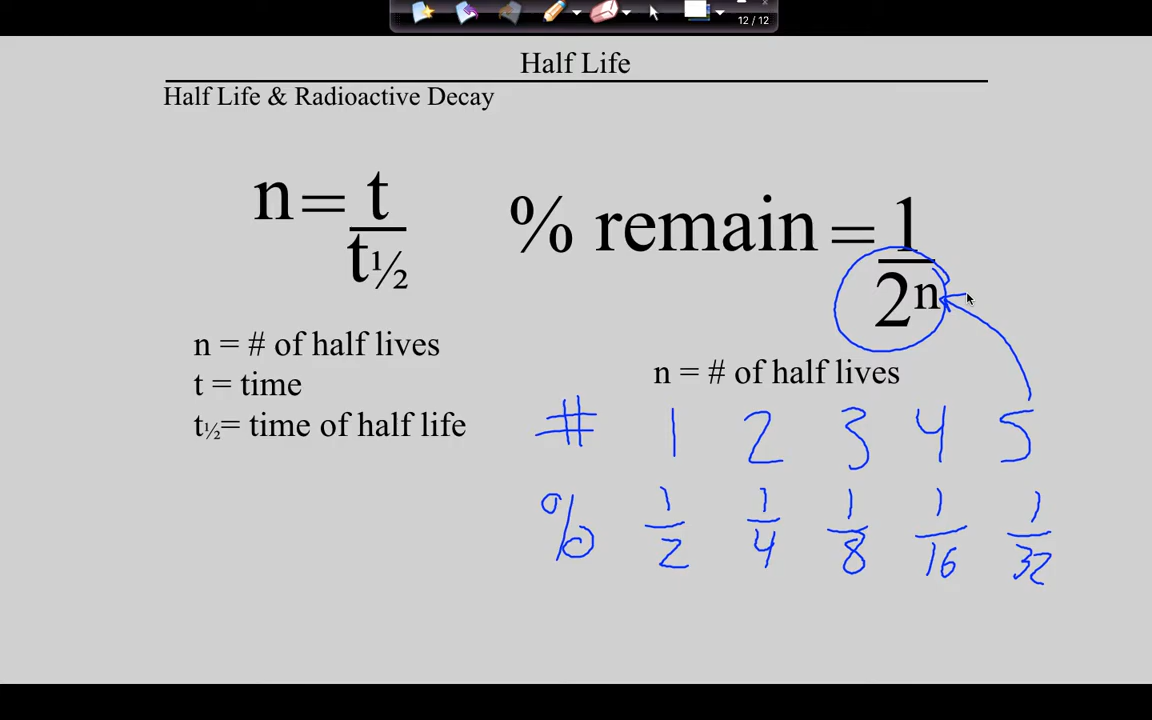 12 / 12
Half Life
Half Life & Radioactive Decay
n = t / t½
% remain = 1 / 2ⁿ
n = # of half lives
t = time
t½= time of half life
n = # of half lives
# 1 2 3 4 5
% 1/2 1/4 1/8 1/16 1/32